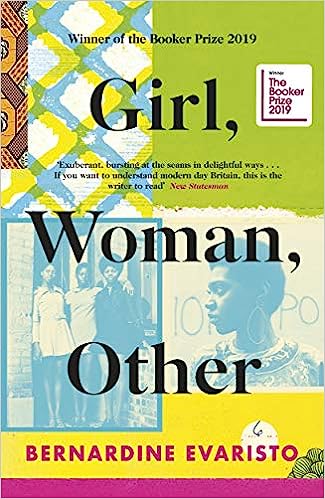 Winner of the Booker Prize 2019
Winner
The
Booker
Prize
2019
Girl,
'Exuberant, bursting at the seams in delightful ways . . .
If you want to understand modern day Britain, this is the
writer to read' New Statesman
Woman,
Other
BERNARDINE EVARISTO